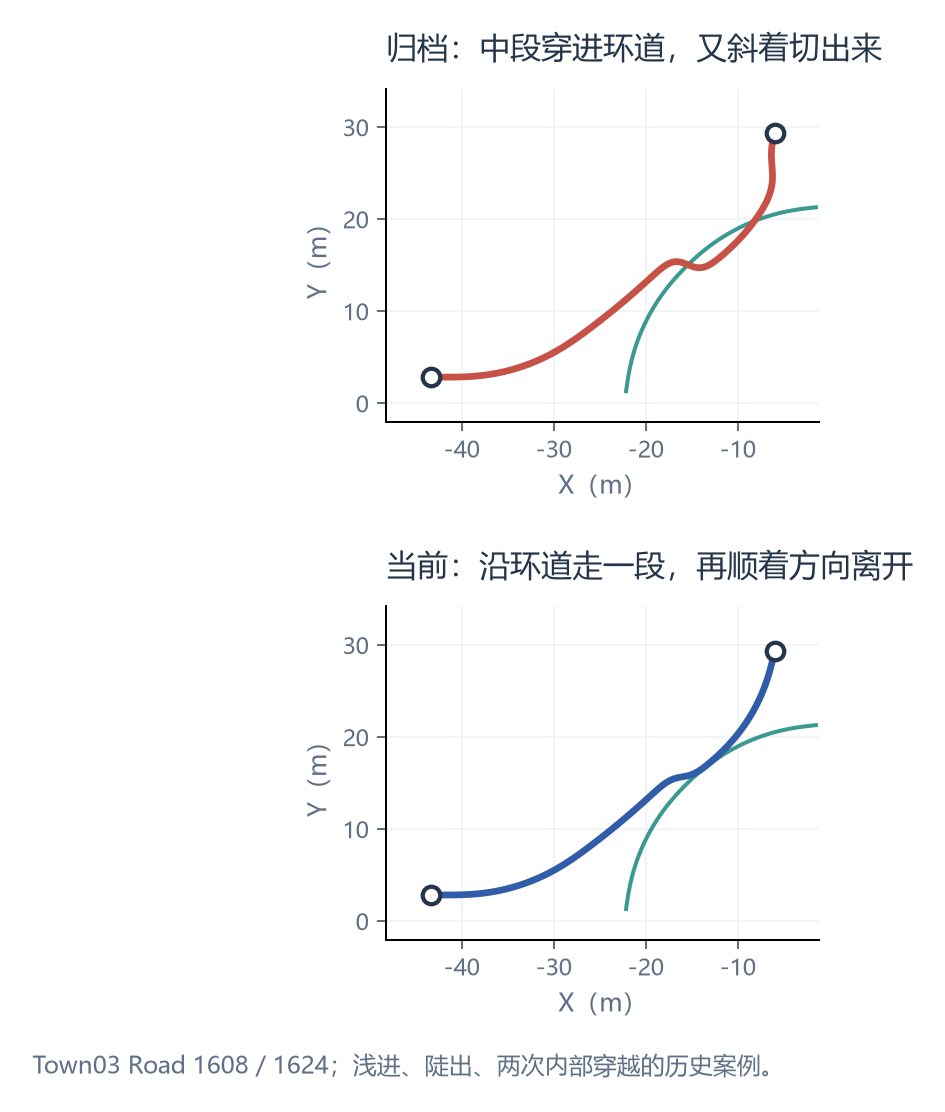 归档：中段穿进环道，又斜着切出来
30
20
10
0
Y（m）
-40 -30 -20 -10
X（m）
当前：沿环道走一段，再顺着方向离开
30
20
10
0
Y（m）
-40 -30 -20 -10
X（m）
Town03 Road 1608 / 1624；浅进、陡出、两次内部穿越的历史案例。